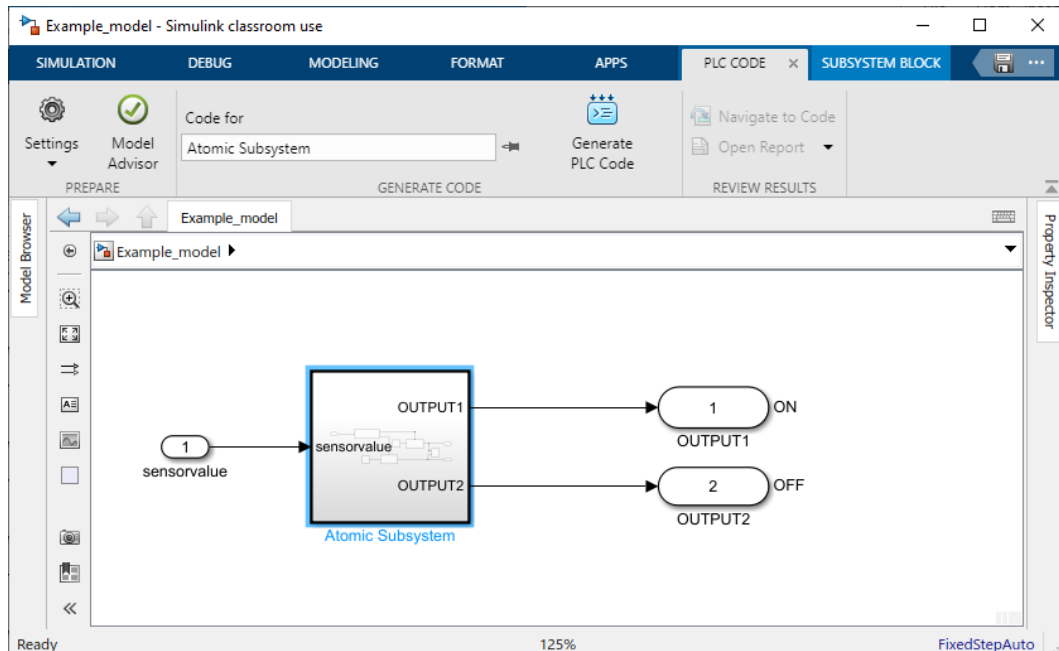 Example_model - Simulink classroom use
SIMULATION DEBUG MODELING FORMAT APPS PLC CODE × SUBSYSTEM BLOCK ···
Settings
Model Advisor
PREPARE
Code for
Atomic Subsystem
Generate PLC Code
GENERATE CODE
Navigate to Code
Open Report
REVIEW RESULTS
Model Browser
Example_model
Example_model
Property Inspector
OUTPUT1
1
ON
OUTPUT1
1
sensorvalue
sensorvalue
OUTPUT2
2
OFF
OUTPUT2
Atomic Subsystem
Ready 125% FixedStepAuto